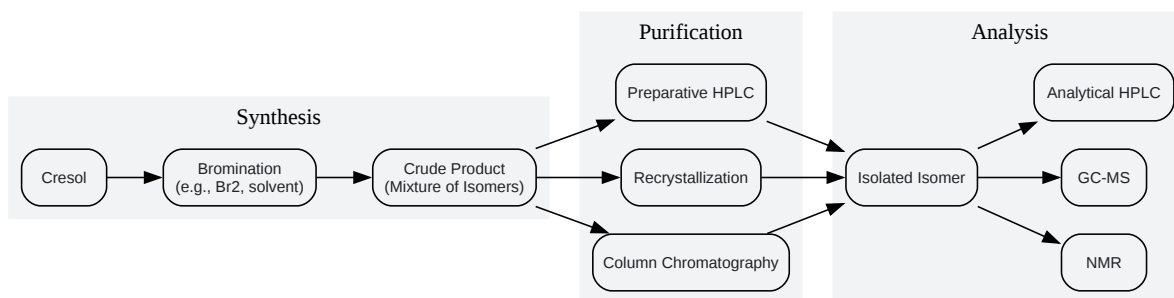 Synthesis
Cresol
Bromination
(e.g., Br2, solvent)
Crude Product
(Mixture of Isomers)
Purification
Preparative HPLC
Recrystallization
Column Chromatography
Analysis
Isolated Isomer
Analytical HPLC
GC-MS
NMR